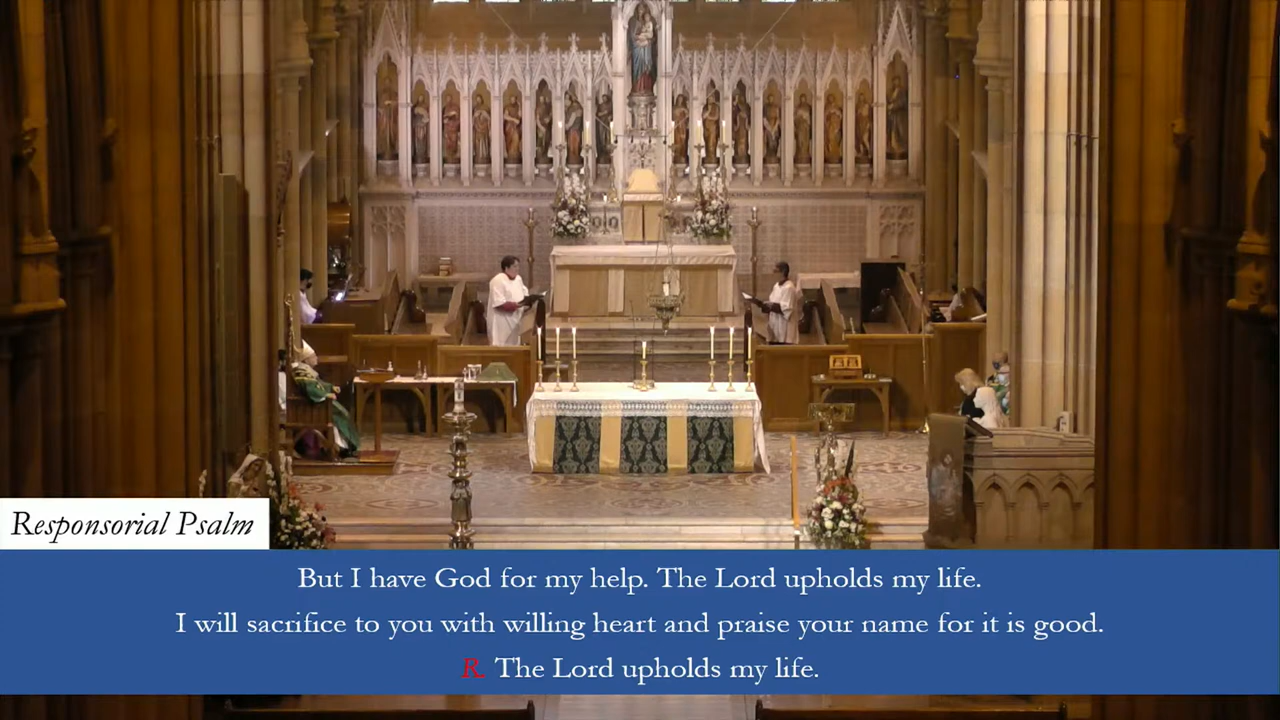 Responsorial Psalm
But I have God for my help. The Lord upholds my life.
I will sacrifice to you with willing heart and praise your name for it is good.
R. The Lord upholds my life.